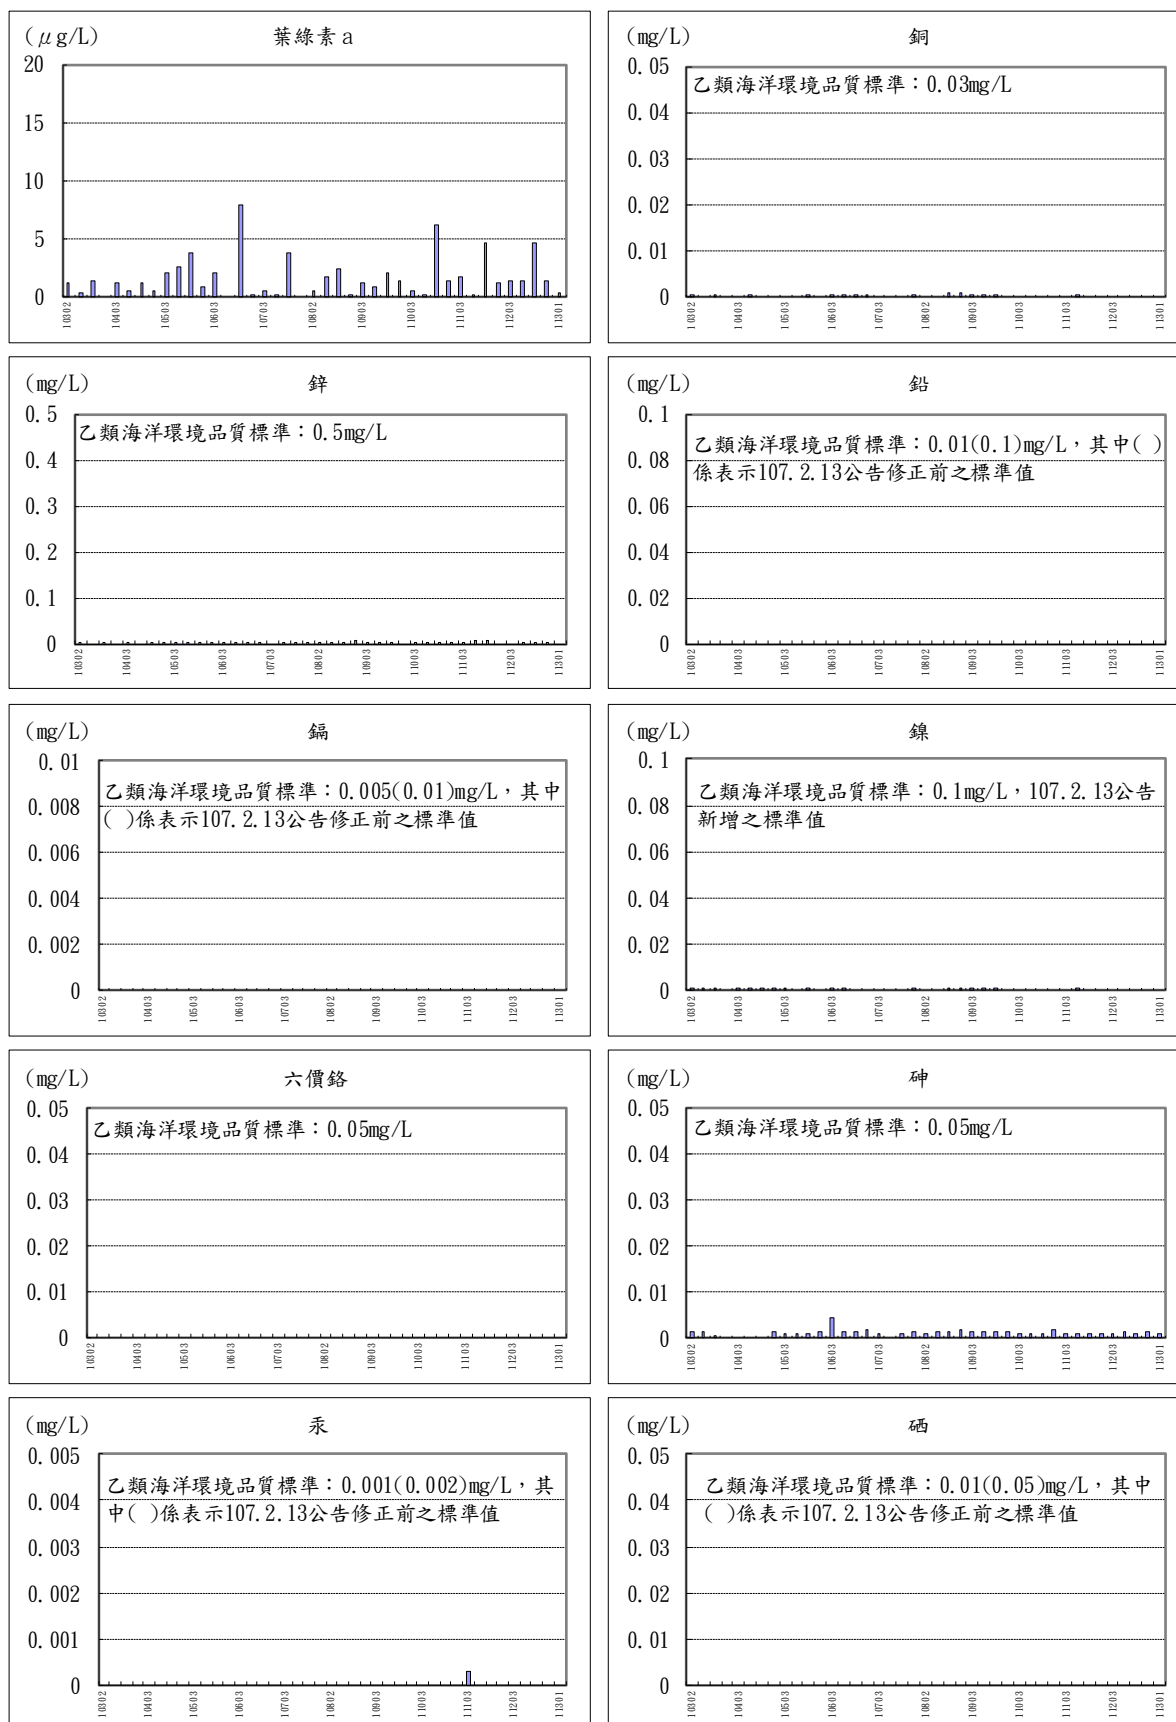 (μg/L) 葉綠素a
20
15
10
5
0
10302 10403 10503 10603 10703 10802 10903 11003 11103 11203 11301
(mg/L) 銅
乙類海洋環境品質標準：0.03mg/L
0.05
0.04
0.03
0.02
0.01
0
10302 10403 10503 10603 10703 10802 10903 11003 11103 11203 11301
(mg/L) 鋅
乙類海洋環境品質標準：0.5mg/L
0.5
0.4
0.3
0.2
0.1
0
10302 10403 10503 10603 10703 10802 10903 11003 11103 11203 11301
(mg/L) 鉛
乙類海洋環境品質標準：0.01(0.1)mg/L，其中( )
係表示107.2.13公告修正前之標準值
0.1
0.08
0.06
0.04
0.02
0
10302 10403 10503 10603 10703 10802 10903 11003 11103 11203 11301
(mg/L) 鎘
乙類海洋環境品質標準：0.005(0.01)mg/L，其中
( )係表示107.2.13公告修正前之標準值
0.01
0.008
0.006
0.004
0.002
0
10302 10403 10503 10603 10703 10802 10903 11003 11103 11203 11301
(mg/L) 鎳
乙類海洋環境品質標準：0.1mg/L，107.2.13公告
新增之標準值
0.1
0.08
0.06
0.04
0.02
0
10302 10403 10503 10603 10703 10802 10903 11003 11103 11203 11301
(mg/L) 六價鉻
乙類海洋環境品質標準：0.05mg/L
0.05
0.04
0.03
0.02
0.01
0
10302 10403 10503 10603 10703 10802 10903 11003 11103 11203 11301
(mg/L) 砷
乙類海洋環境品質標準：0.05mg/L
0.05
0.04
0.03
0.02
0.01
0
10302 10403 10503 10603 10703 10802 10903 11003 11103 11203 11301
(mg/L) 汞
乙類海洋環境品質標準：0.001(0.002)mg/L，其
中( )係表示107.2.13公告修正前之標準值
0.005
0.004
0.003
0.002
0.001
0
10302 10403 10503 10603 10703 10802 10903 11003 11103 11203 11301
(mg/L) 硒
乙類海洋環境品質標準：0.01(0.05)mg/L，其中
( )係表示107.2.13公告修正前之標準值
0.05
0.04
0.03
0.02
0.01
0
10302 10403 10503 10603 10703 10802 10903 11003 11103 11203 11301